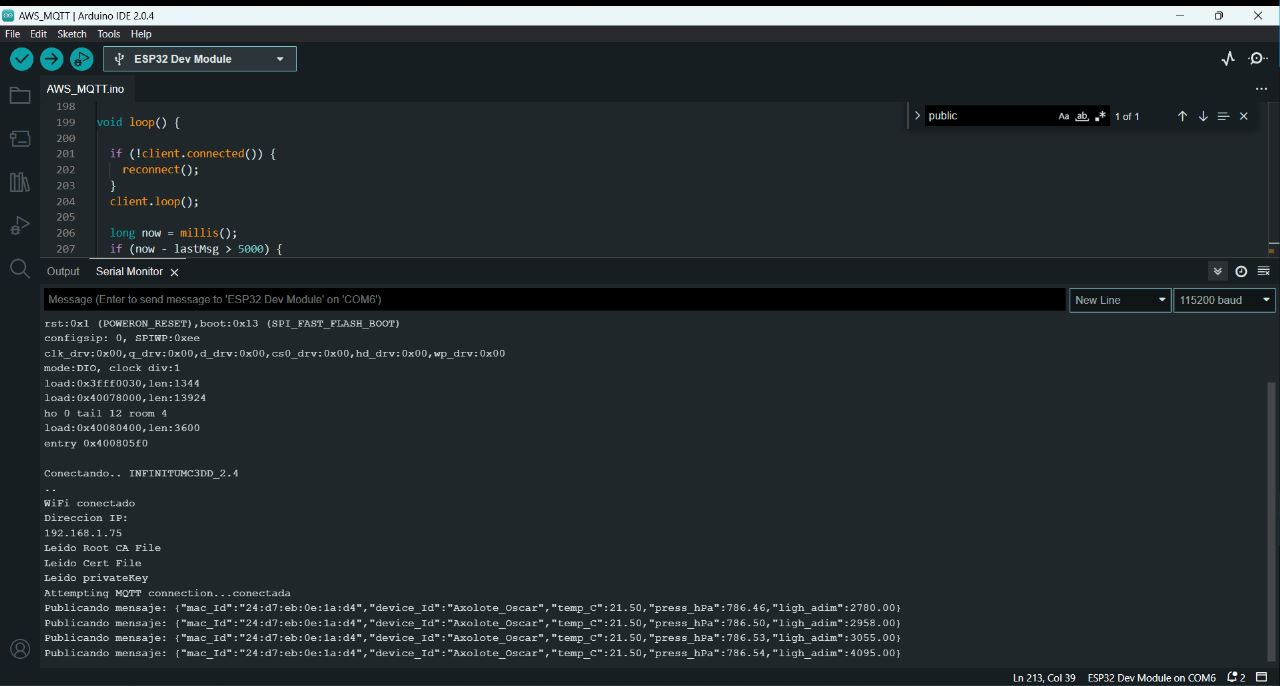 AWS_MQTT | Arduino IDE 2.0.4
File Edit Sketch Tools Help
ESP32 Dev Module
AWS_MQTT.ino
198
199 void loop() {
200
201 if (!client.connected()) {
202 reconnect();
203 }
204 client.loop();
205
206 long now = millis();
207 if (now - lastMsg > 5000) {
public Aa ab 1 of 1
Output Serial Monitor
Message (Enter to send message to 'ESP32 Dev Module' on 'COM6')
New Line 115200 baud
rst:0x1 (POWERON_RESET),boot:0x13 (SPI_FAST_FLASH_BOOT)
configsip: 0, SPIWP:0xee
clk_drv:0x00,q_drv:0x00,d_drv:0x00,cs0_drv:0x00,hd_drv:0x00,wp_drv:0x00
mode:DIO, clock div:1
load:0x3fff0030,len:1344
load:0x40078000,len:13924
ho 0 tail 12 room 4
load:0x40080400,len:3600
entry 0x400805f0
Conectando.. INFINITUMC3DD_2.4
..
WiFi conectado
Direccion IP:
192.168.1.75
Leido Root CA File
Leido Cert File
Leido privateKey
Attempting MQTT connection...conectada
Publicando mensaje: {"mac_Id":"24:d7:eb:0e:1a:d4","device_Id":"Axolote_Oscar","temp_C":21.50,"press_hPa":786.46,"ligh_adim":2780.00}
Publicando mensaje: {"mac_Id":"24:d7:eb:0e:1a:d4","device_Id":"Axolote_Oscar","temp_C":21.50,"press_hPa":786.50,"ligh_adim":2958.00}
Publicando mensaje: {"mac_Id":"24:d7:eb:0e:1a:d4","device_Id":"Axolote_Oscar","temp_C":21.50,"press_hPa":786.53,"ligh_adim":3055.00}
Publicando mensaje: {"mac_Id":"24:d7:eb:0e:1a:d4","device_Id":"Axolote_Oscar","temp_C":21.50,"press_hPa":786.54,"ligh_adim":4095.00}
Ln 213, Col 39 ESP32 Dev Module on COM6 2